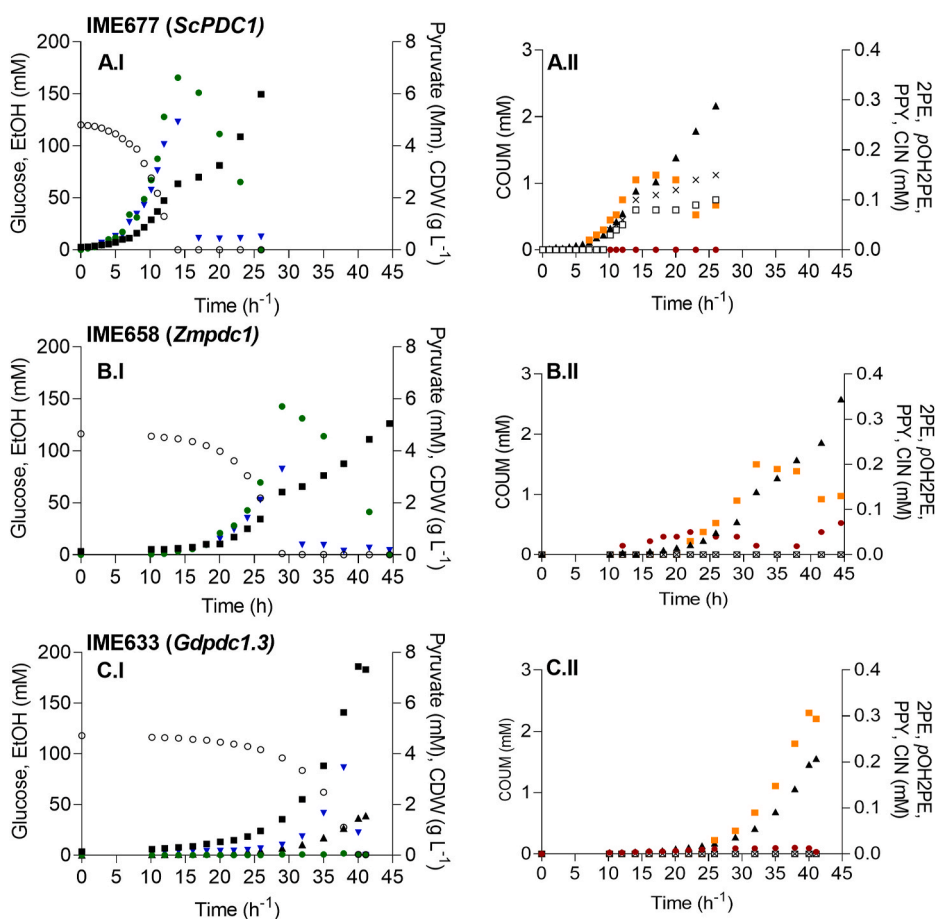 IME677 (ScPDC1)
A.I
Glucose, EtOH (mM)
200
150
100
50
0
0 5 10 15 20 25 30 35 40 45
Time (h-1)
8
6
4
2
0
Pyruvate (Mm), CDW (g L-1)
A.II
COUM (mM)
3
2
1
0
0 5 10 15 20 25 30 35 40 45
Time (h-1)
0.4
0.3
0.2
0.1
0.0
2PE, pOH2PE,
PPY, CIN (mM)
IME658 (Zmpdc1)
B.I
Glucose, EtOH (mM)
200
150
100
50
0
0 5 10 15 20 25 30 35 40 45
Time (h)
8
6
4
2
0
Pyruvate (mM), CDW (g L-1)
B.II
COUM (mM)
3
2
1
0
0 5 10 15 20 25 30 35 40 45
Time (h)
0.4
0.3
0.2
0.1
0.0
2PE, pOH2PE,
PPY, CIN (mM)
IME633 (Gdpdc1.3)
C.I
Glucose, EtOH (mM)
200
150
100
50
0
0 5 10 15 20 25 30 35 40 45
Time (h-1)
8
6
4
2
0
Pyruvate (mM), CDW (g L-1)
C.II
COUM (mM)
3
2
1
0
0 5 10 15 20 25 30 35 40 45
Time (h-1)
0.4
0.3
0.2
0.1
0.0
2PE, pOH2PE,
PPY, CIN (mM)